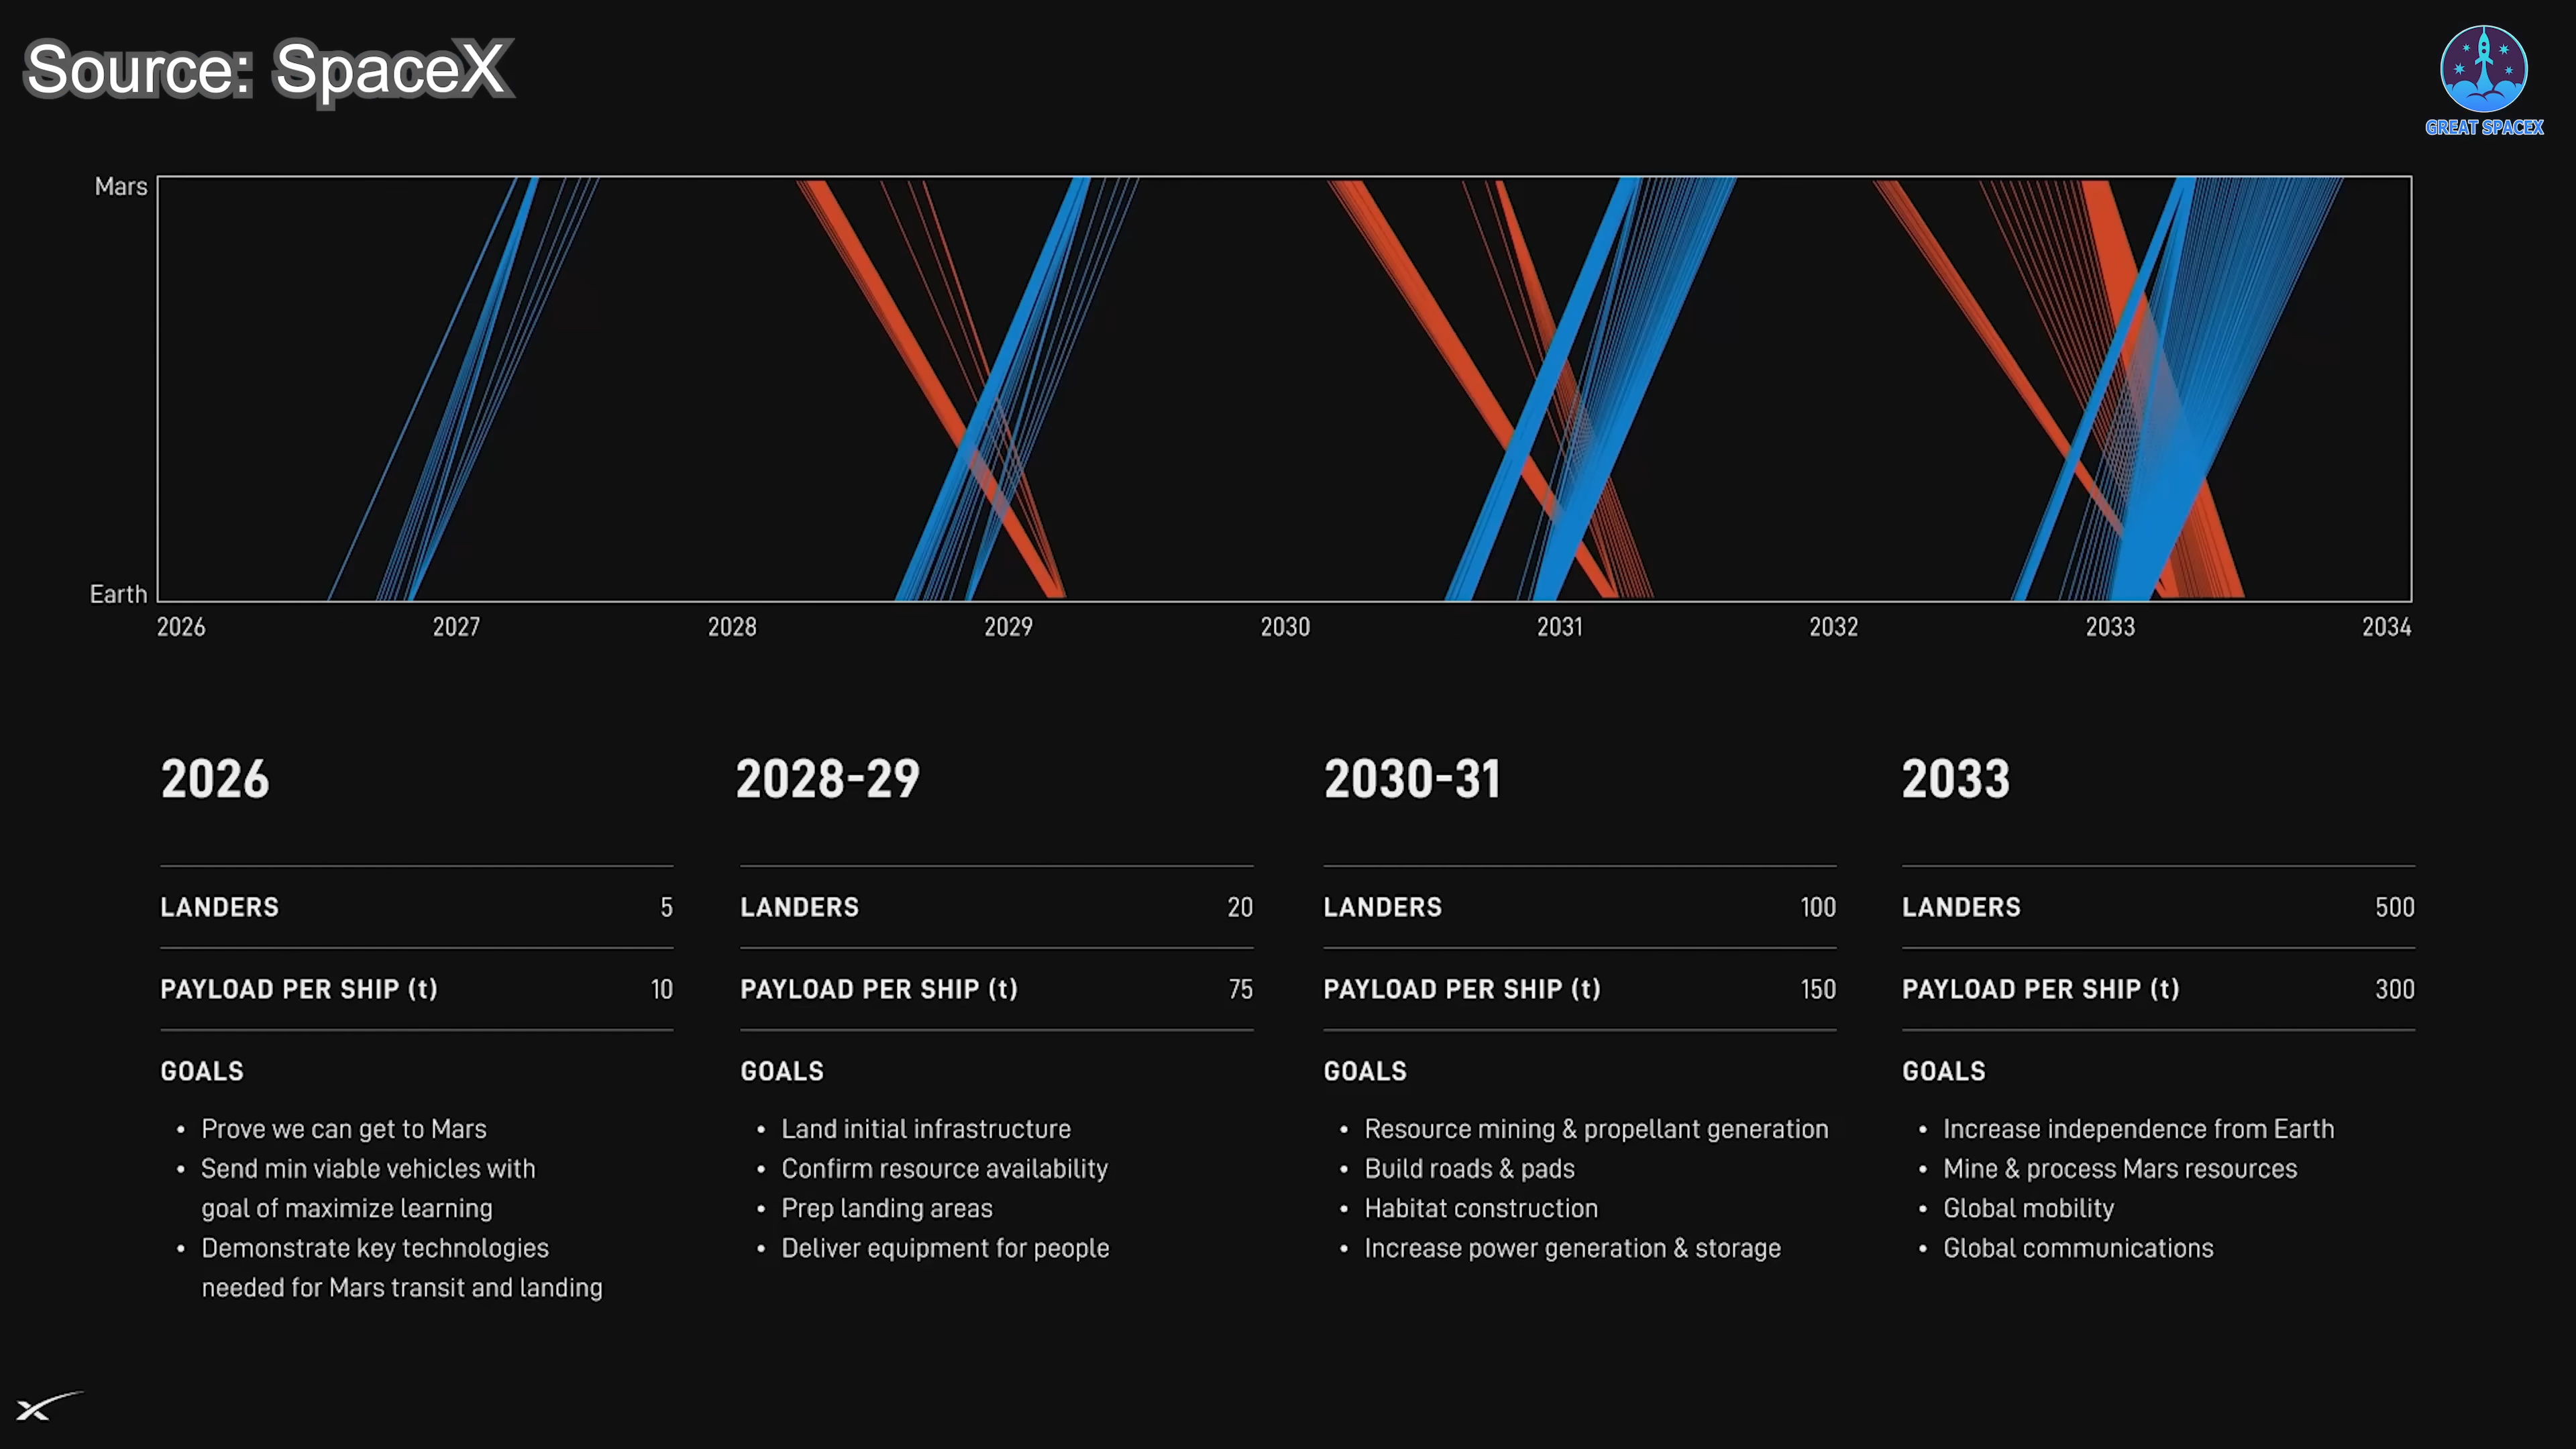 Source: SpaceX
GREAT SPACEX
Mars
Earth
2026 2027 2028 2029 2030 2031 2032 2033 2034
2026
LANDERS 5
PAYLOAD PER SHIP (t) 10
GOALS
• Prove we can get to Mars
• Send min viable vehicles with
goal of maximize learning
• Demonstrate key technologies
needed for Mars transit and landing
2028-29
LANDERS 20
PAYLOAD PER SHIP (t) 75
GOALS
• Land initial infrastructure
• Confirm resource availability
• Prep landing areas
• Deliver equipment for people
2030-31
LANDERS 100
PAYLOAD PER SHIP (t) 150
GOALS
• Resource mining & propellant generation
• Build roads & pads
• Habitat construction
• Increase power generation & storage
2033
LANDERS 500
PAYLOAD PER SHIP (t) 300
GOALS
• Increase independence from Earth
• Mine & process Mars resources
• Global mobility
• Global communications